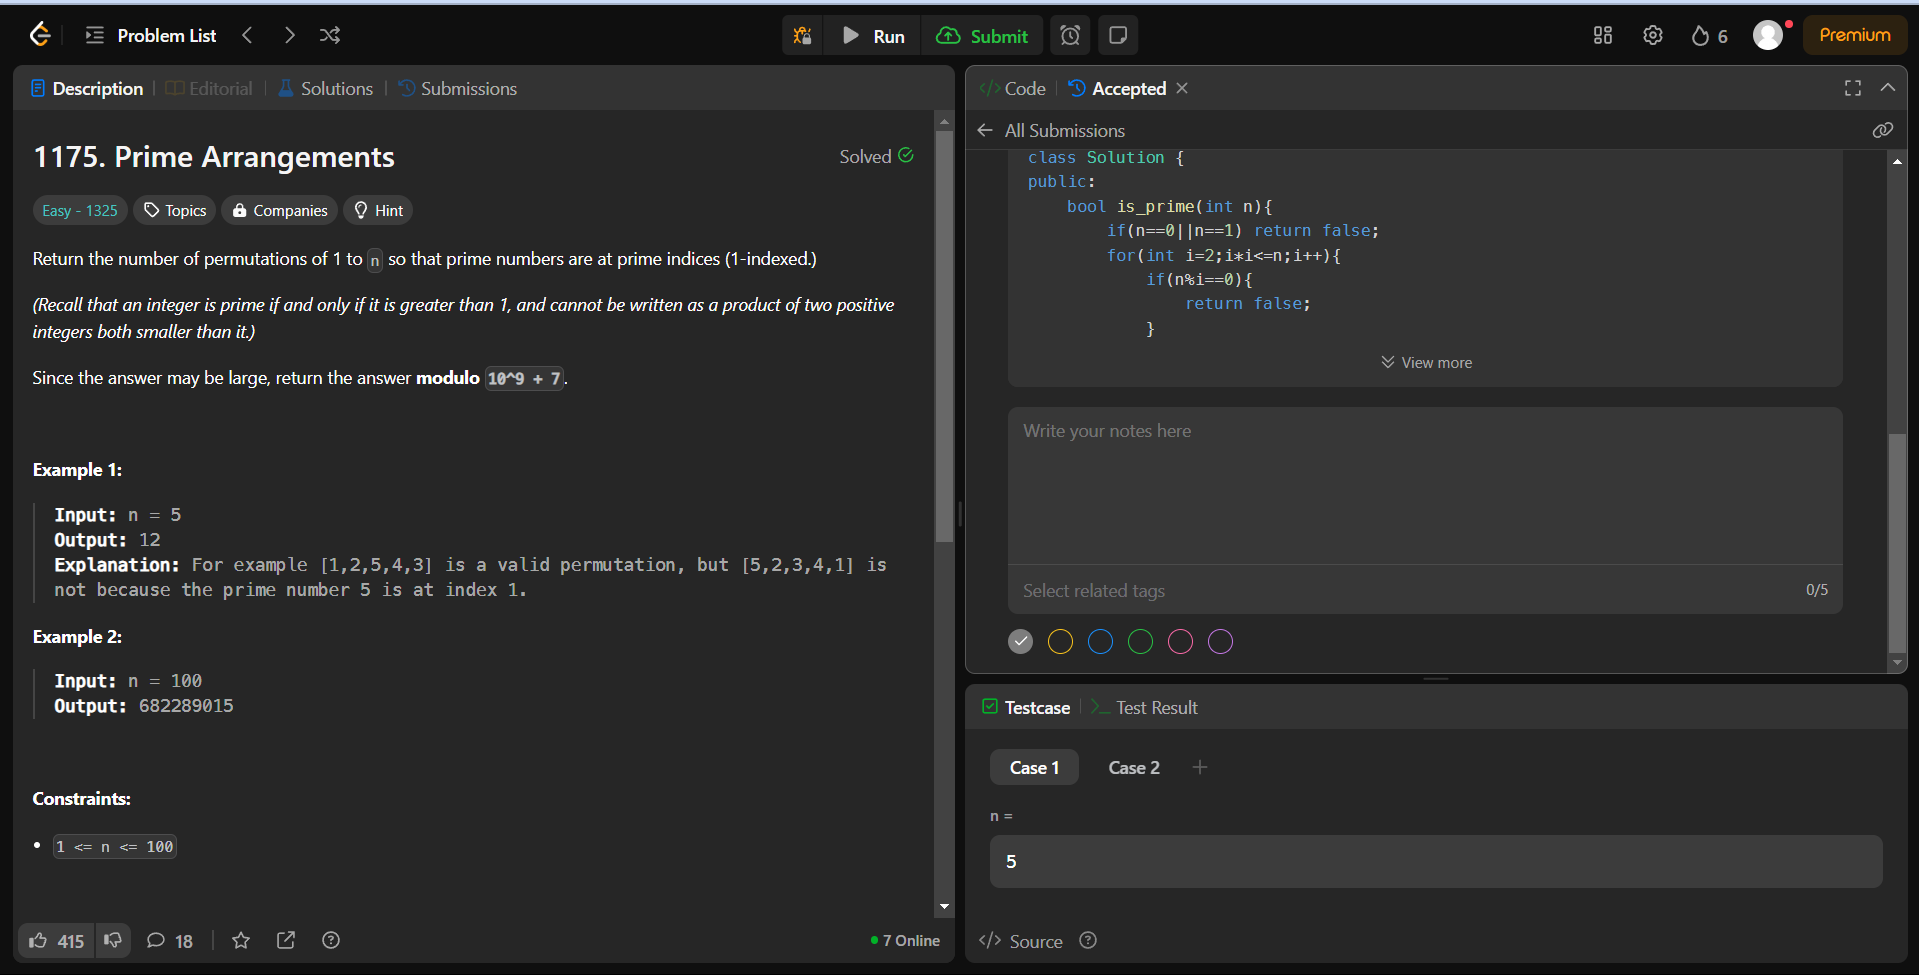 Problem List
Run
Submit
6
Premium
Description
Editorial
Solutions
Submissions
1175. Prime Arrangements
Solved
Easy - 1325
Topics
Companies
Hint
Return the number of permutations of 1 to n so that prime numbers are at prime indices (1-indexed.)
(Recall that an integer is prime if and only if it is greater than 1, and cannot be written as a product of two positive
integers both smaller than it.)
Since the answer may be large, return the answer modulo 10^9 + 7.
Example 1:
Input: n = 5
Output: 12
Explanation: For example [1,2,5,4,3] is a valid permutation, but [5,2,3,4,1] is
not because the prime number 5 is at index 1.
Example 2:
Input: n = 100
Output: 682289015
Constraints:
• 1 <= n <= 100
415
18
7 Online
Code
Accepted
All Submissions
class Solution {
public:
    bool is_prime(int n){
        if(n==0||n==1) return false;
        for(int i=2;i*i<=n;i++){
            if(n%i==0){
                return false;
            }
View more
Write your notes here
Select related tags
0/5
Testcase
Test Result
Case 1
Case 2
n =
5
Source